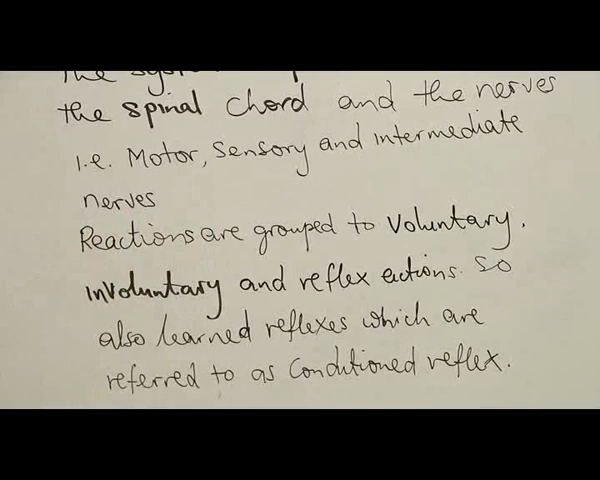 the
the spinal chord and the nerves
i.e. Motor, Sensory and intermediate
nerves
Reactions are grouped to Voluntary,
involuntary and reflex actions. So
also learned reflexes which are
referred to as Conditioned reflex.